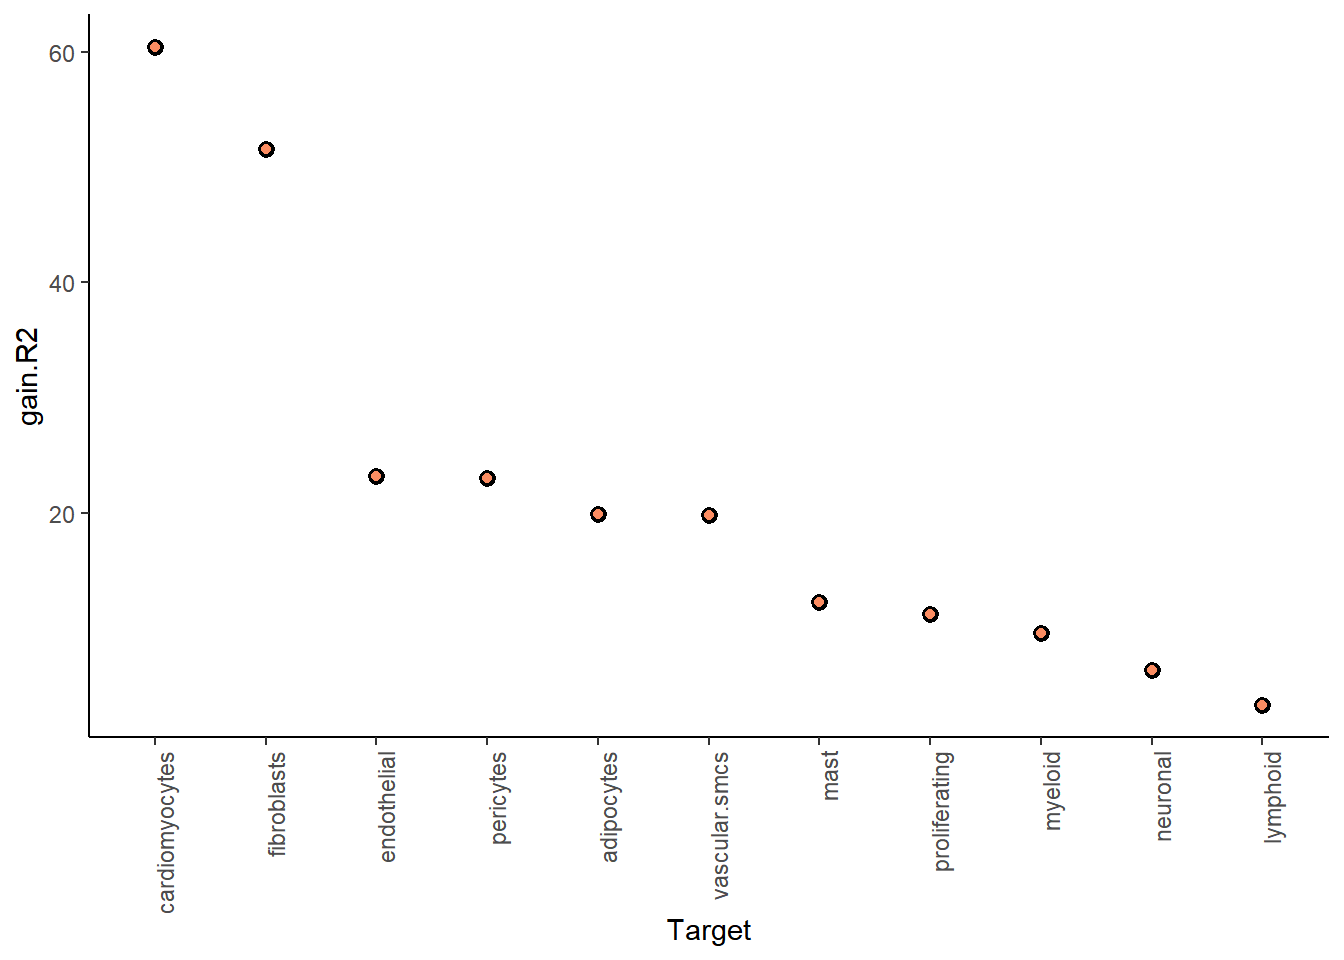 60
40
20
gain.R2
cardiomyocytes
fibroblasts
endothelial
pericytes
adipocytes
vascular.smcs
mast
proliferating
myeloid
neuronal
lymphoid
Target